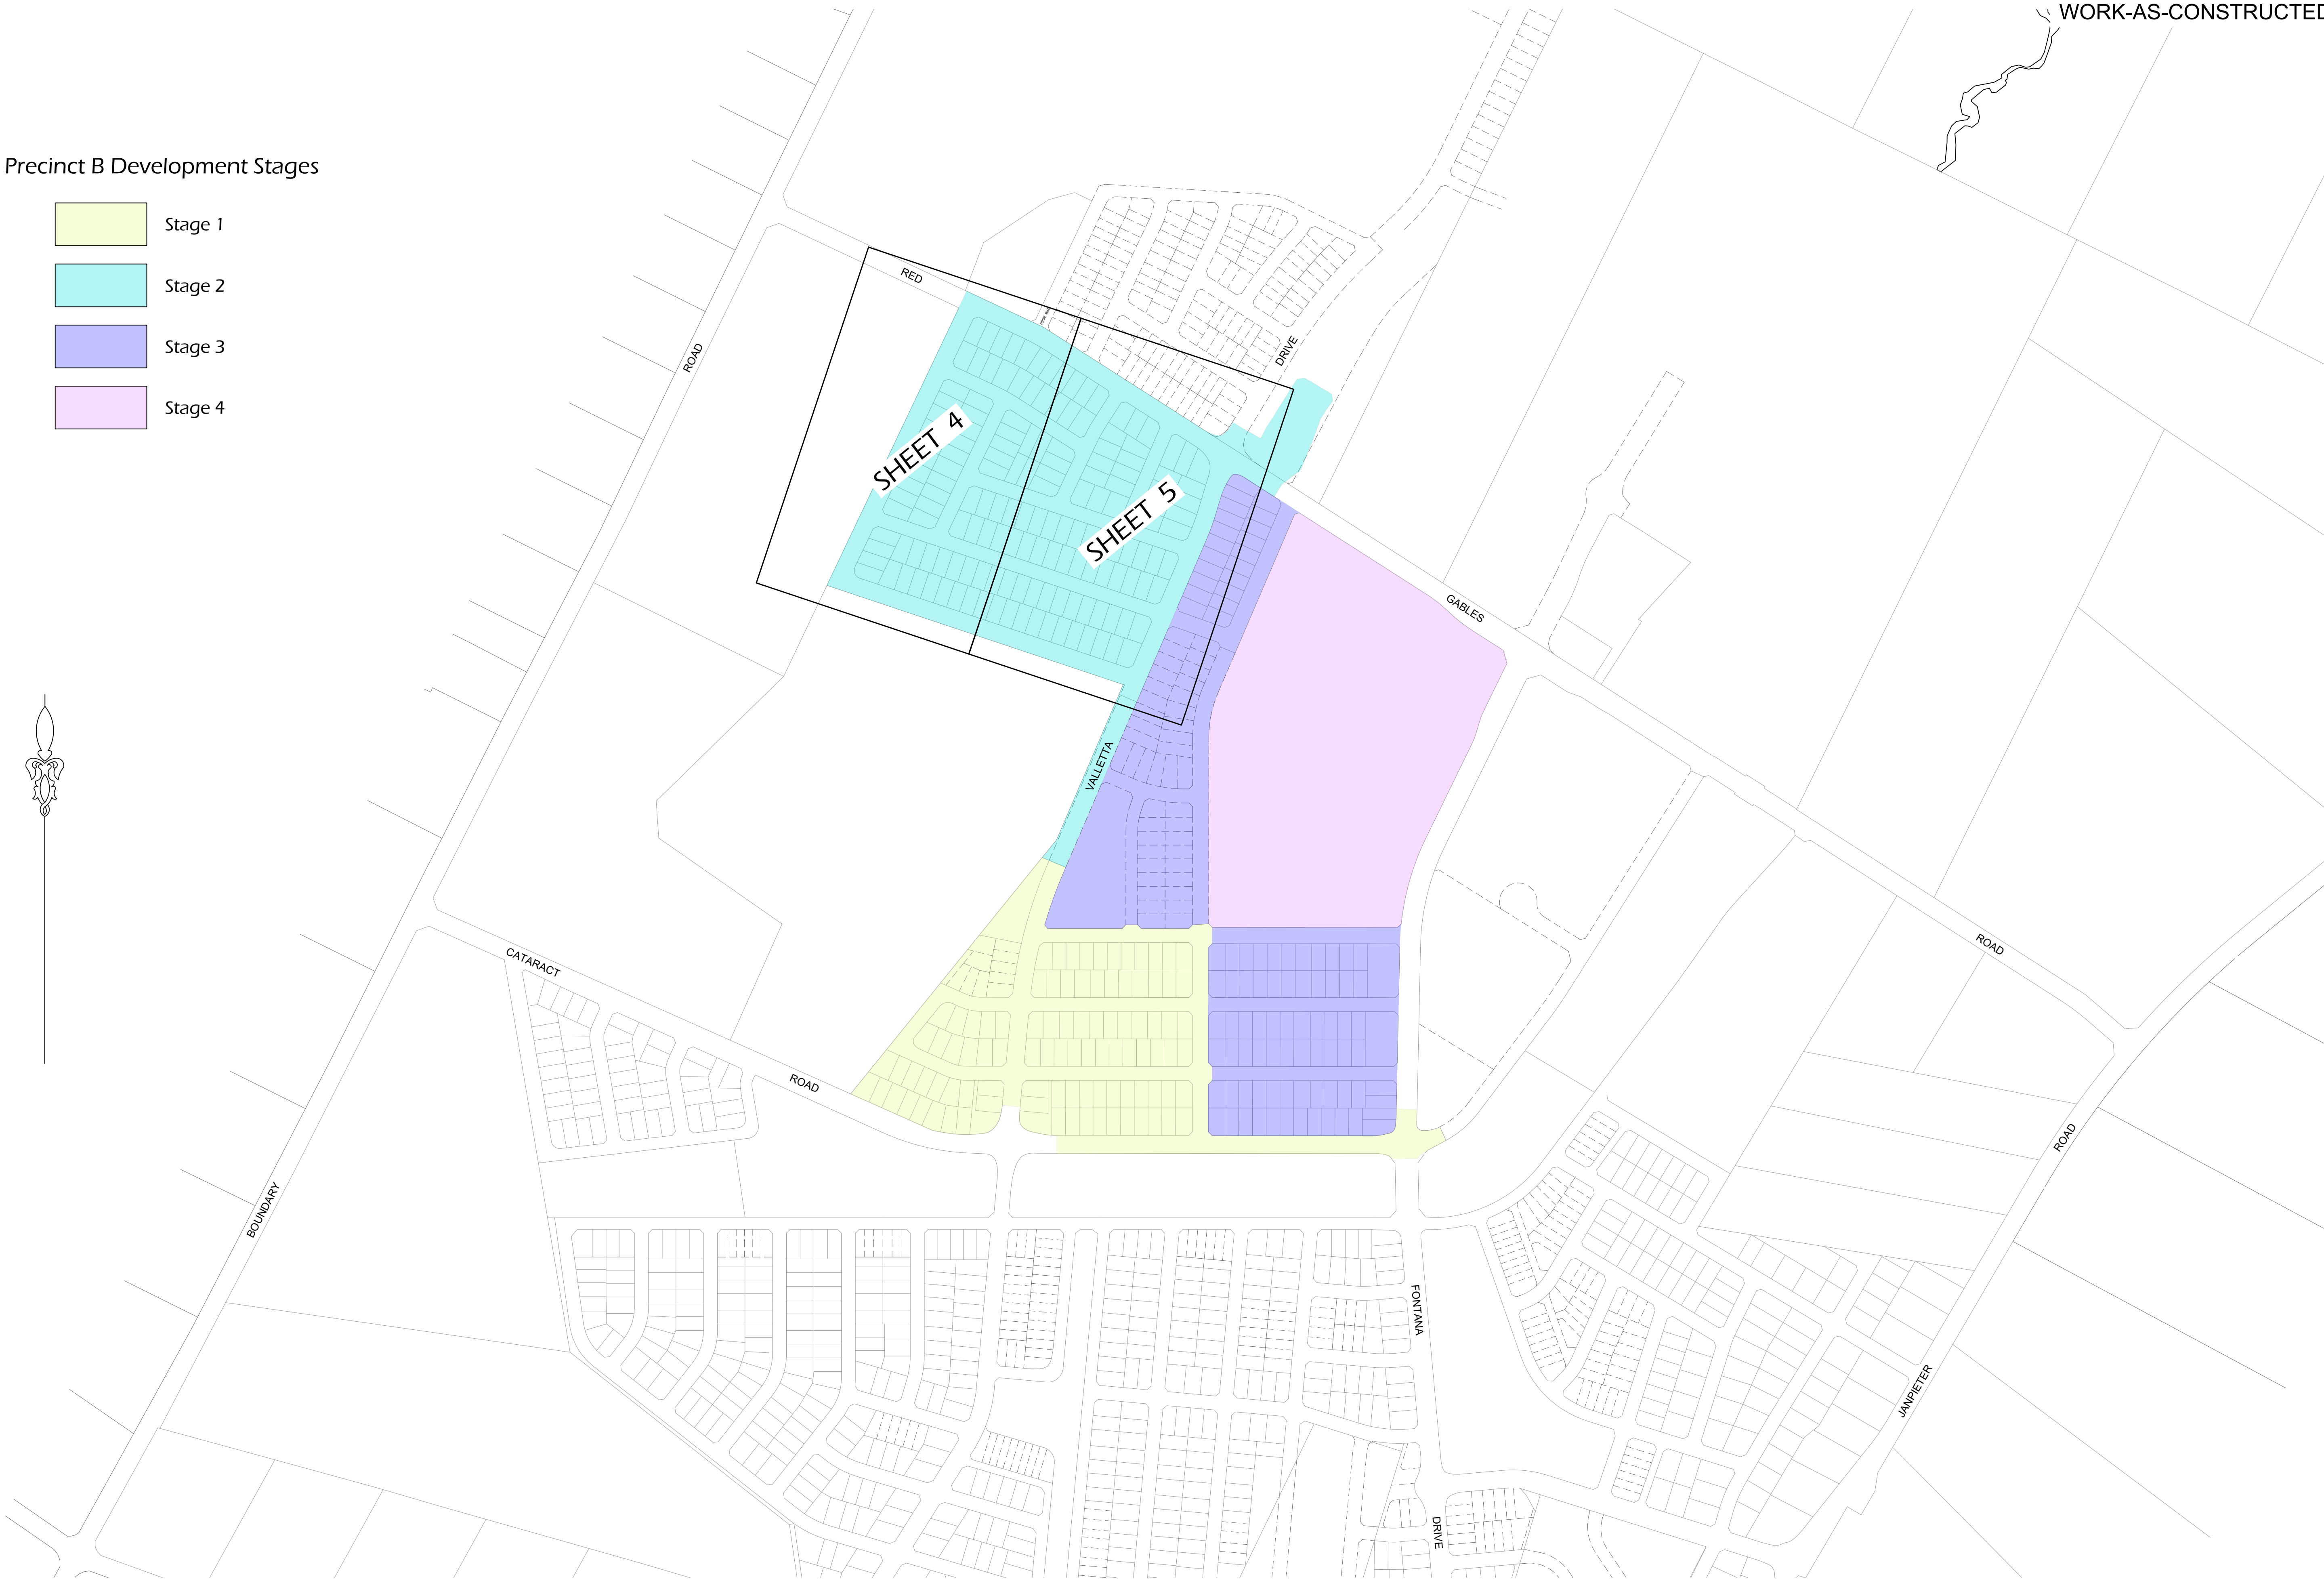 WORK-AS-CONSTRUCTED
Precinct B Development Stages
Stage 1
Stage 2
Stage 3
Stage 4
RED
ROAD
DRIVE
SHEET 4
SHEET 5
GABLES
VALLETTA
CATARACT
ROAD
ROAD
ROAD
BOUNDARY
FONTANA
JANPIETER
DRIVE